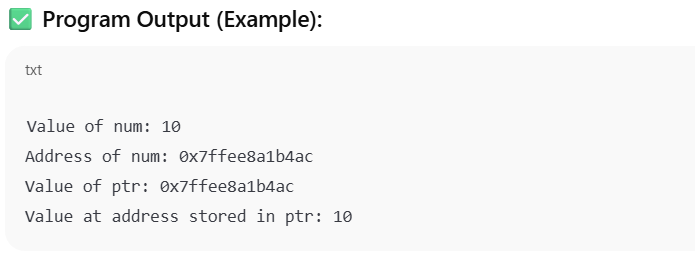 ✅ Program Output (Example):
txt
Value of num: 10
Address of num: 0x7ffee8a1b4ac
Value of ptr: 0x7ffee8a1b4ac
Value at address stored in ptr: 10